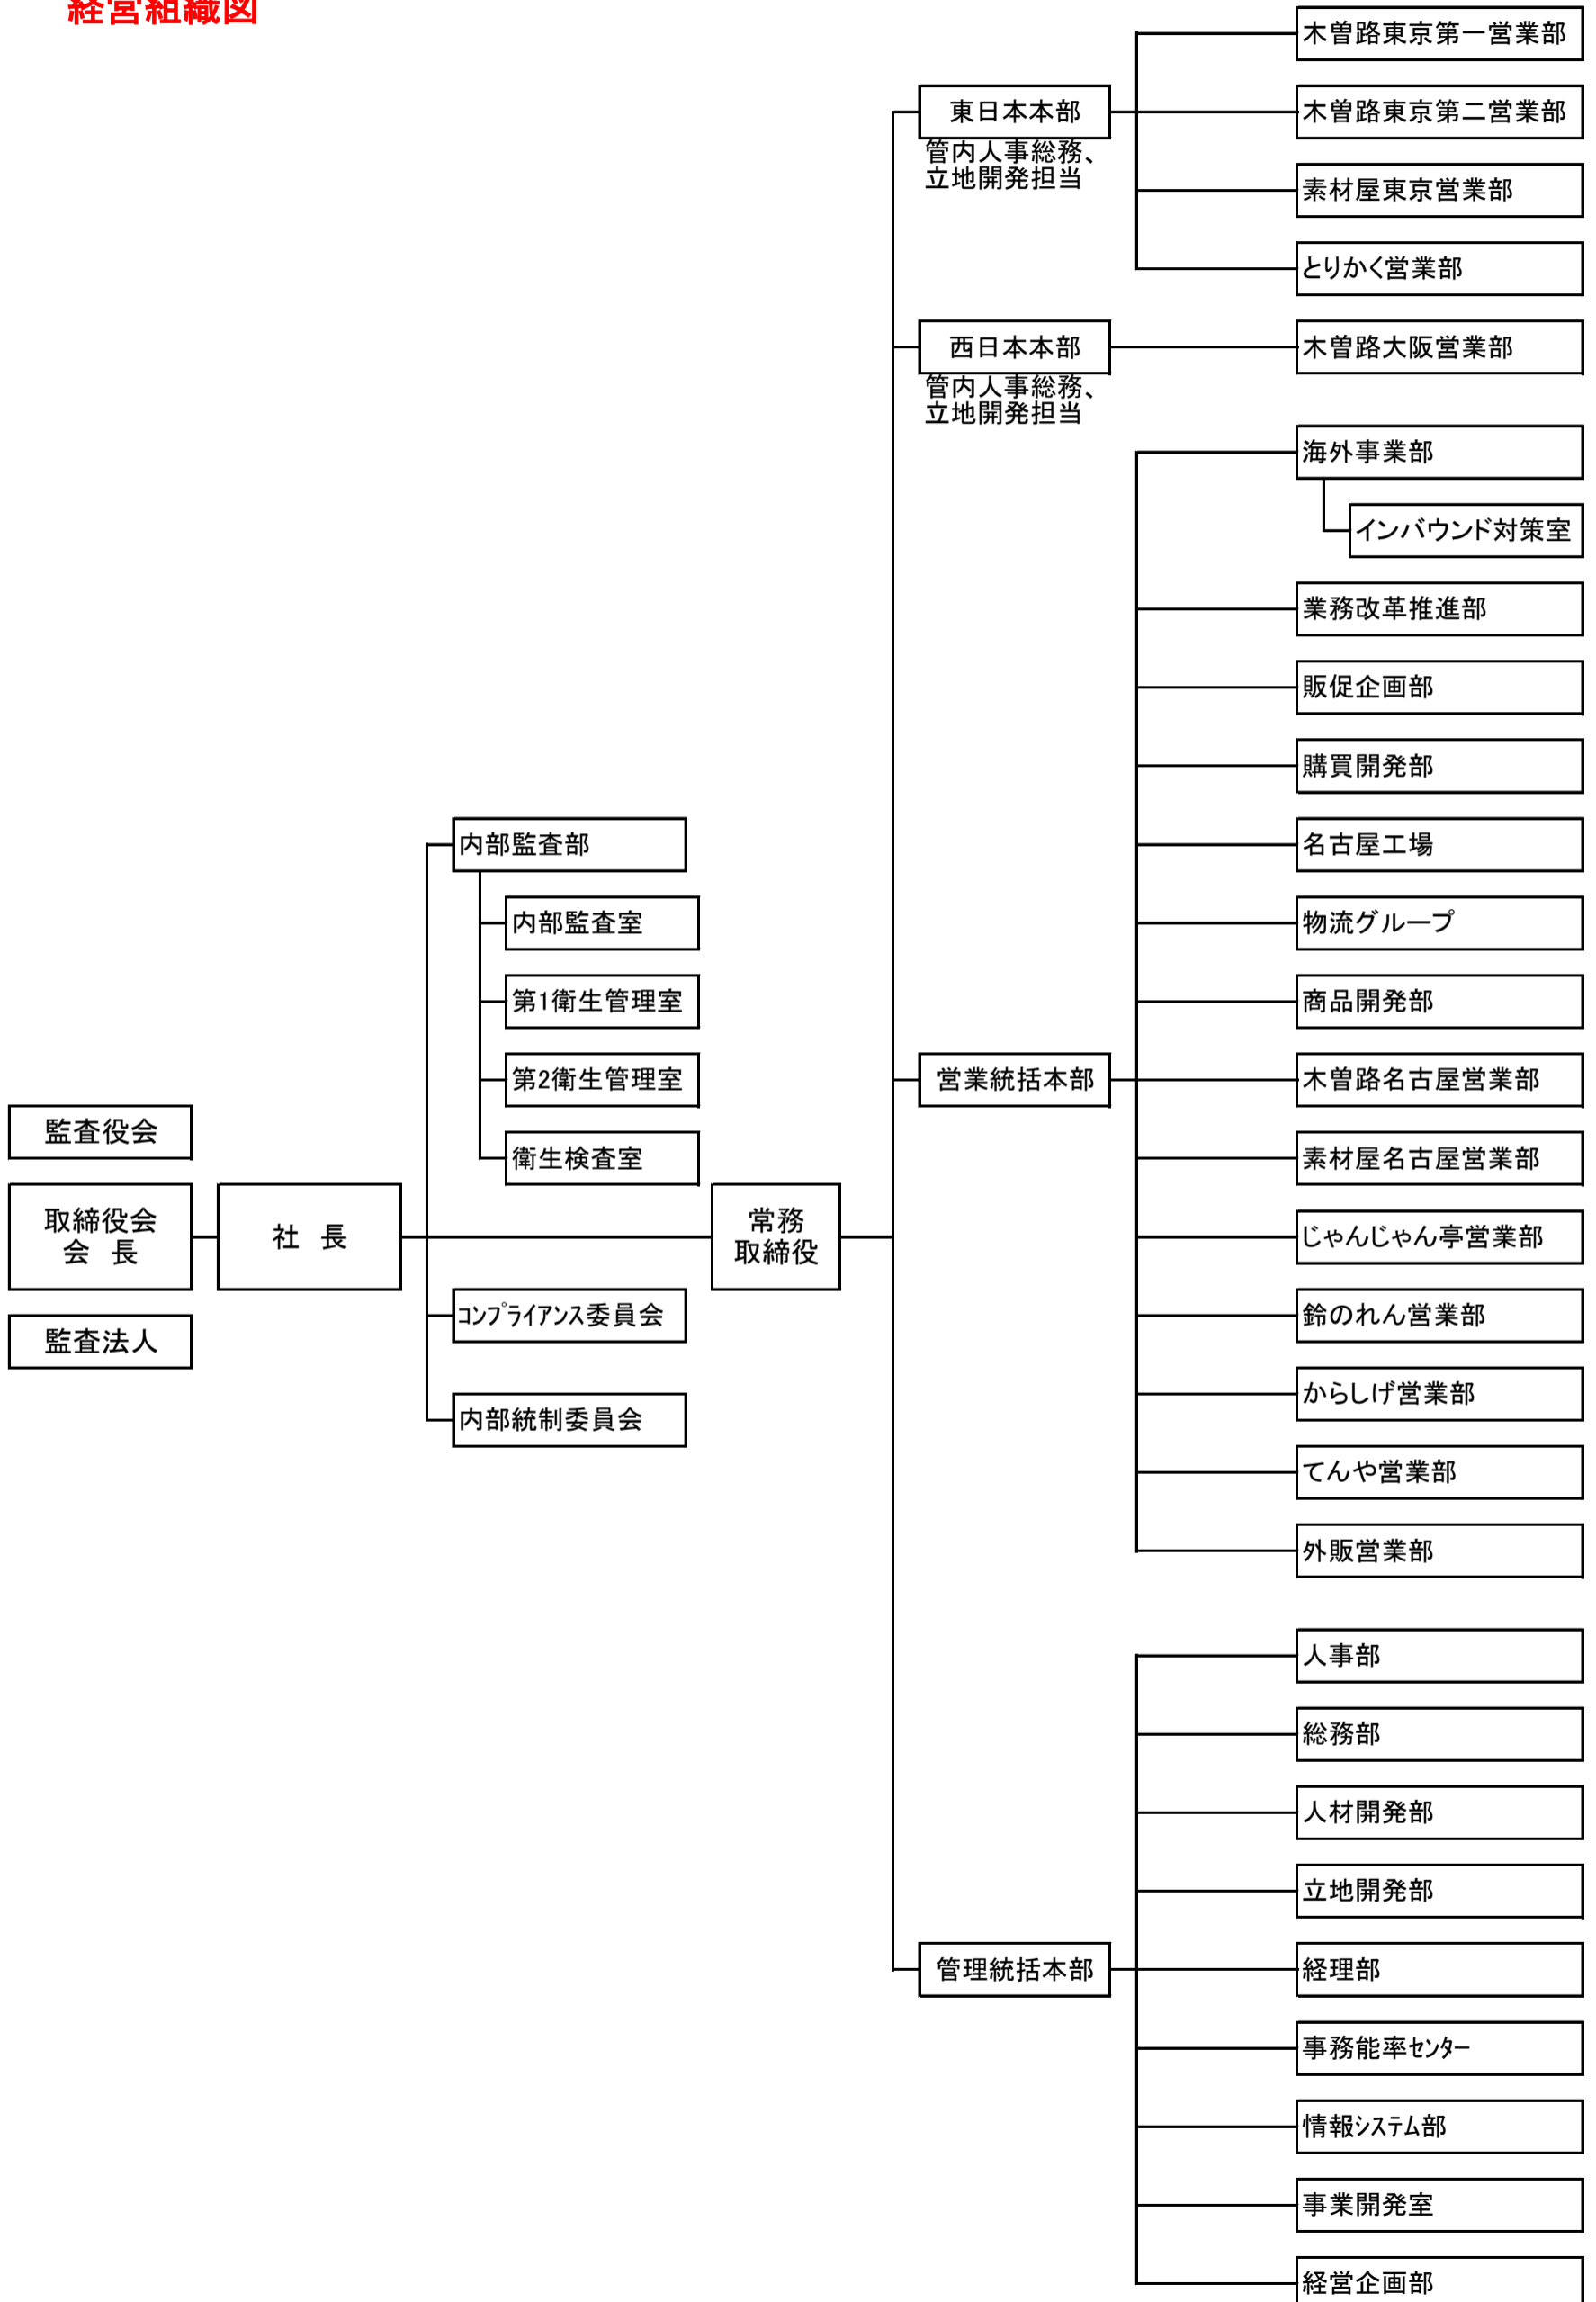 経営組織図
木曽路東京第一営業部
東日本本部
木曽路東京第二営業部
管内人事総務、
立地開発担当
素材屋東京営業部
とりかく営業部
西日本本部
木曽路大阪営業部
管内人事総務、
立地開発担当
海外事業部
インバウンド対策室
業務改革推進部
販促企画部
購買開発部
内部監査部
名古屋工場
内部監査室
物流グループ
第1衛生管理室
商品開発部
第2衛生管理室
営業統括本部
木曽路名古屋営業部
監査役会
衛生検査室
素材屋名古屋営業部
取締役会
会　長
社　長
常務
取締役
じゃんじゃん亭営業部
監査法人
ｺﾝﾌﾟﾗｲｱﾝｽ委員会
鈴のれん営業部
からしげ営業部
内部統制委員会
てんや営業部
外販営業部
人事部
総務部
人材開発部
立地開発部
管理統括本部
経理部
事務能率ｾﾝﾀｰ
情報ｼｽﾃﾑ部
事業開発室
経営企画部